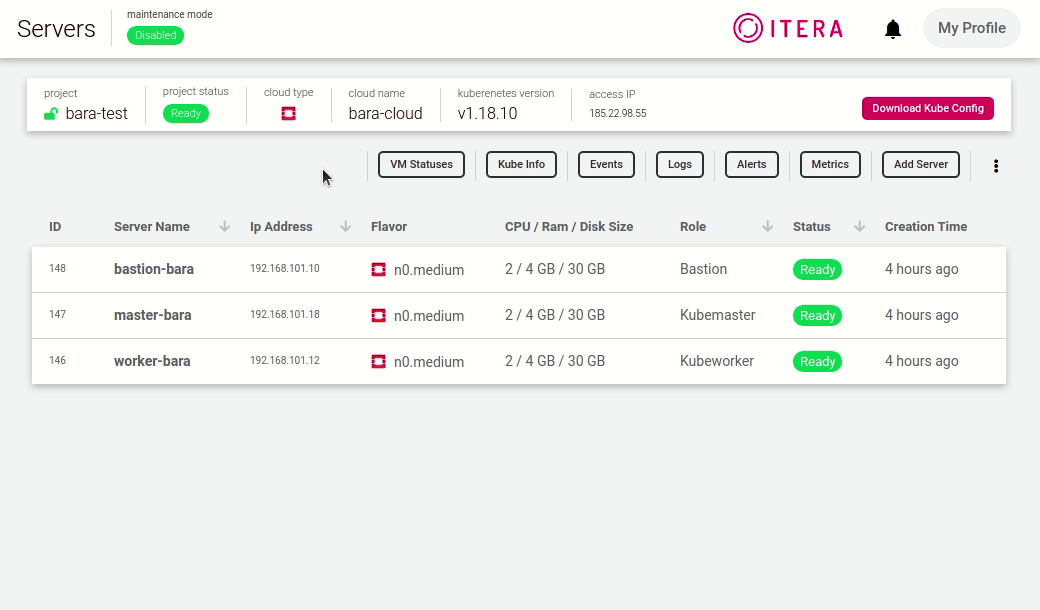 Servers
maintenance mode
Disabled
ITERA
My Profile
project
bara-test
project status
Ready
cloud type
cloud name
bara-cloud
kuberenetes version
v1.18.10
access IP
185.22.98.55
Download Kube Config
VM Statuses
Kube Info
Events
Logs
Alerts
Metrics
Add Server
ID Server Name Ip Address Flavor CPU / Ram / Disk Size Role Status Creation Time
148 bastion-bara 192.168.101.10 n0.medium 2 / 4 GB / 30 GB Bastion Ready 4 hours ago
147 master-bara 192.168.101.18 n0.medium 2 / 4 GB / 30 GB Kubemaster Ready 4 hours ago
146 worker-bara 192.168.101.12 n0.medium 2 / 4 GB / 30 GB Kubeworker Ready 4 hours ago